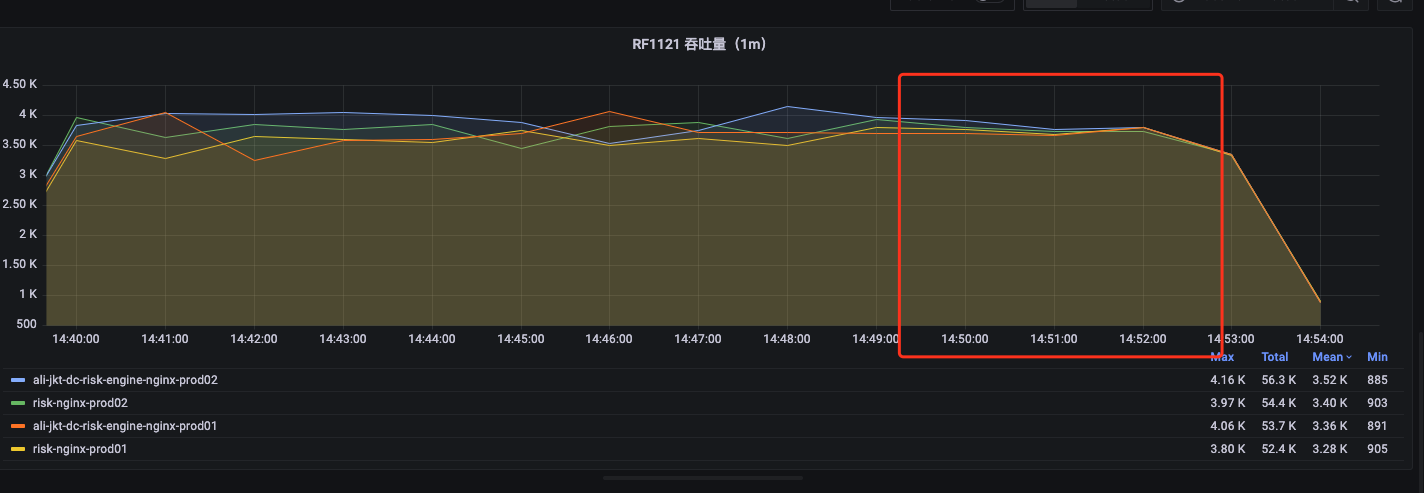 RF1121 吞吐量（1m）
4.50 K
4 K
3.50 K
3 K
2.50 K
2 K
1.50 K
1 K
500
14:40:00 14:41:00 14:42:00 14:43:00 14:44:00 14:45:00 14:46:00 14:47:00 14:48:00 14:49:00 14:50:00 14:51:00 14:52:00 14:53:00 14:54:00
Max Total Mean Min
ali-jkt-dc-risk-engine-nginx-prod02 4.16 K 56.3 K 3.52 K 885
risk-nginx-prod02 3.97 K 54.4 K 3.40 K 903
ali-jkt-dc-risk-engine-nginx-prod01 4.06 K 53.7 K 3.36 K 891
risk-nginx-prod01 3.80 K 52.4 K 3.28 K 905